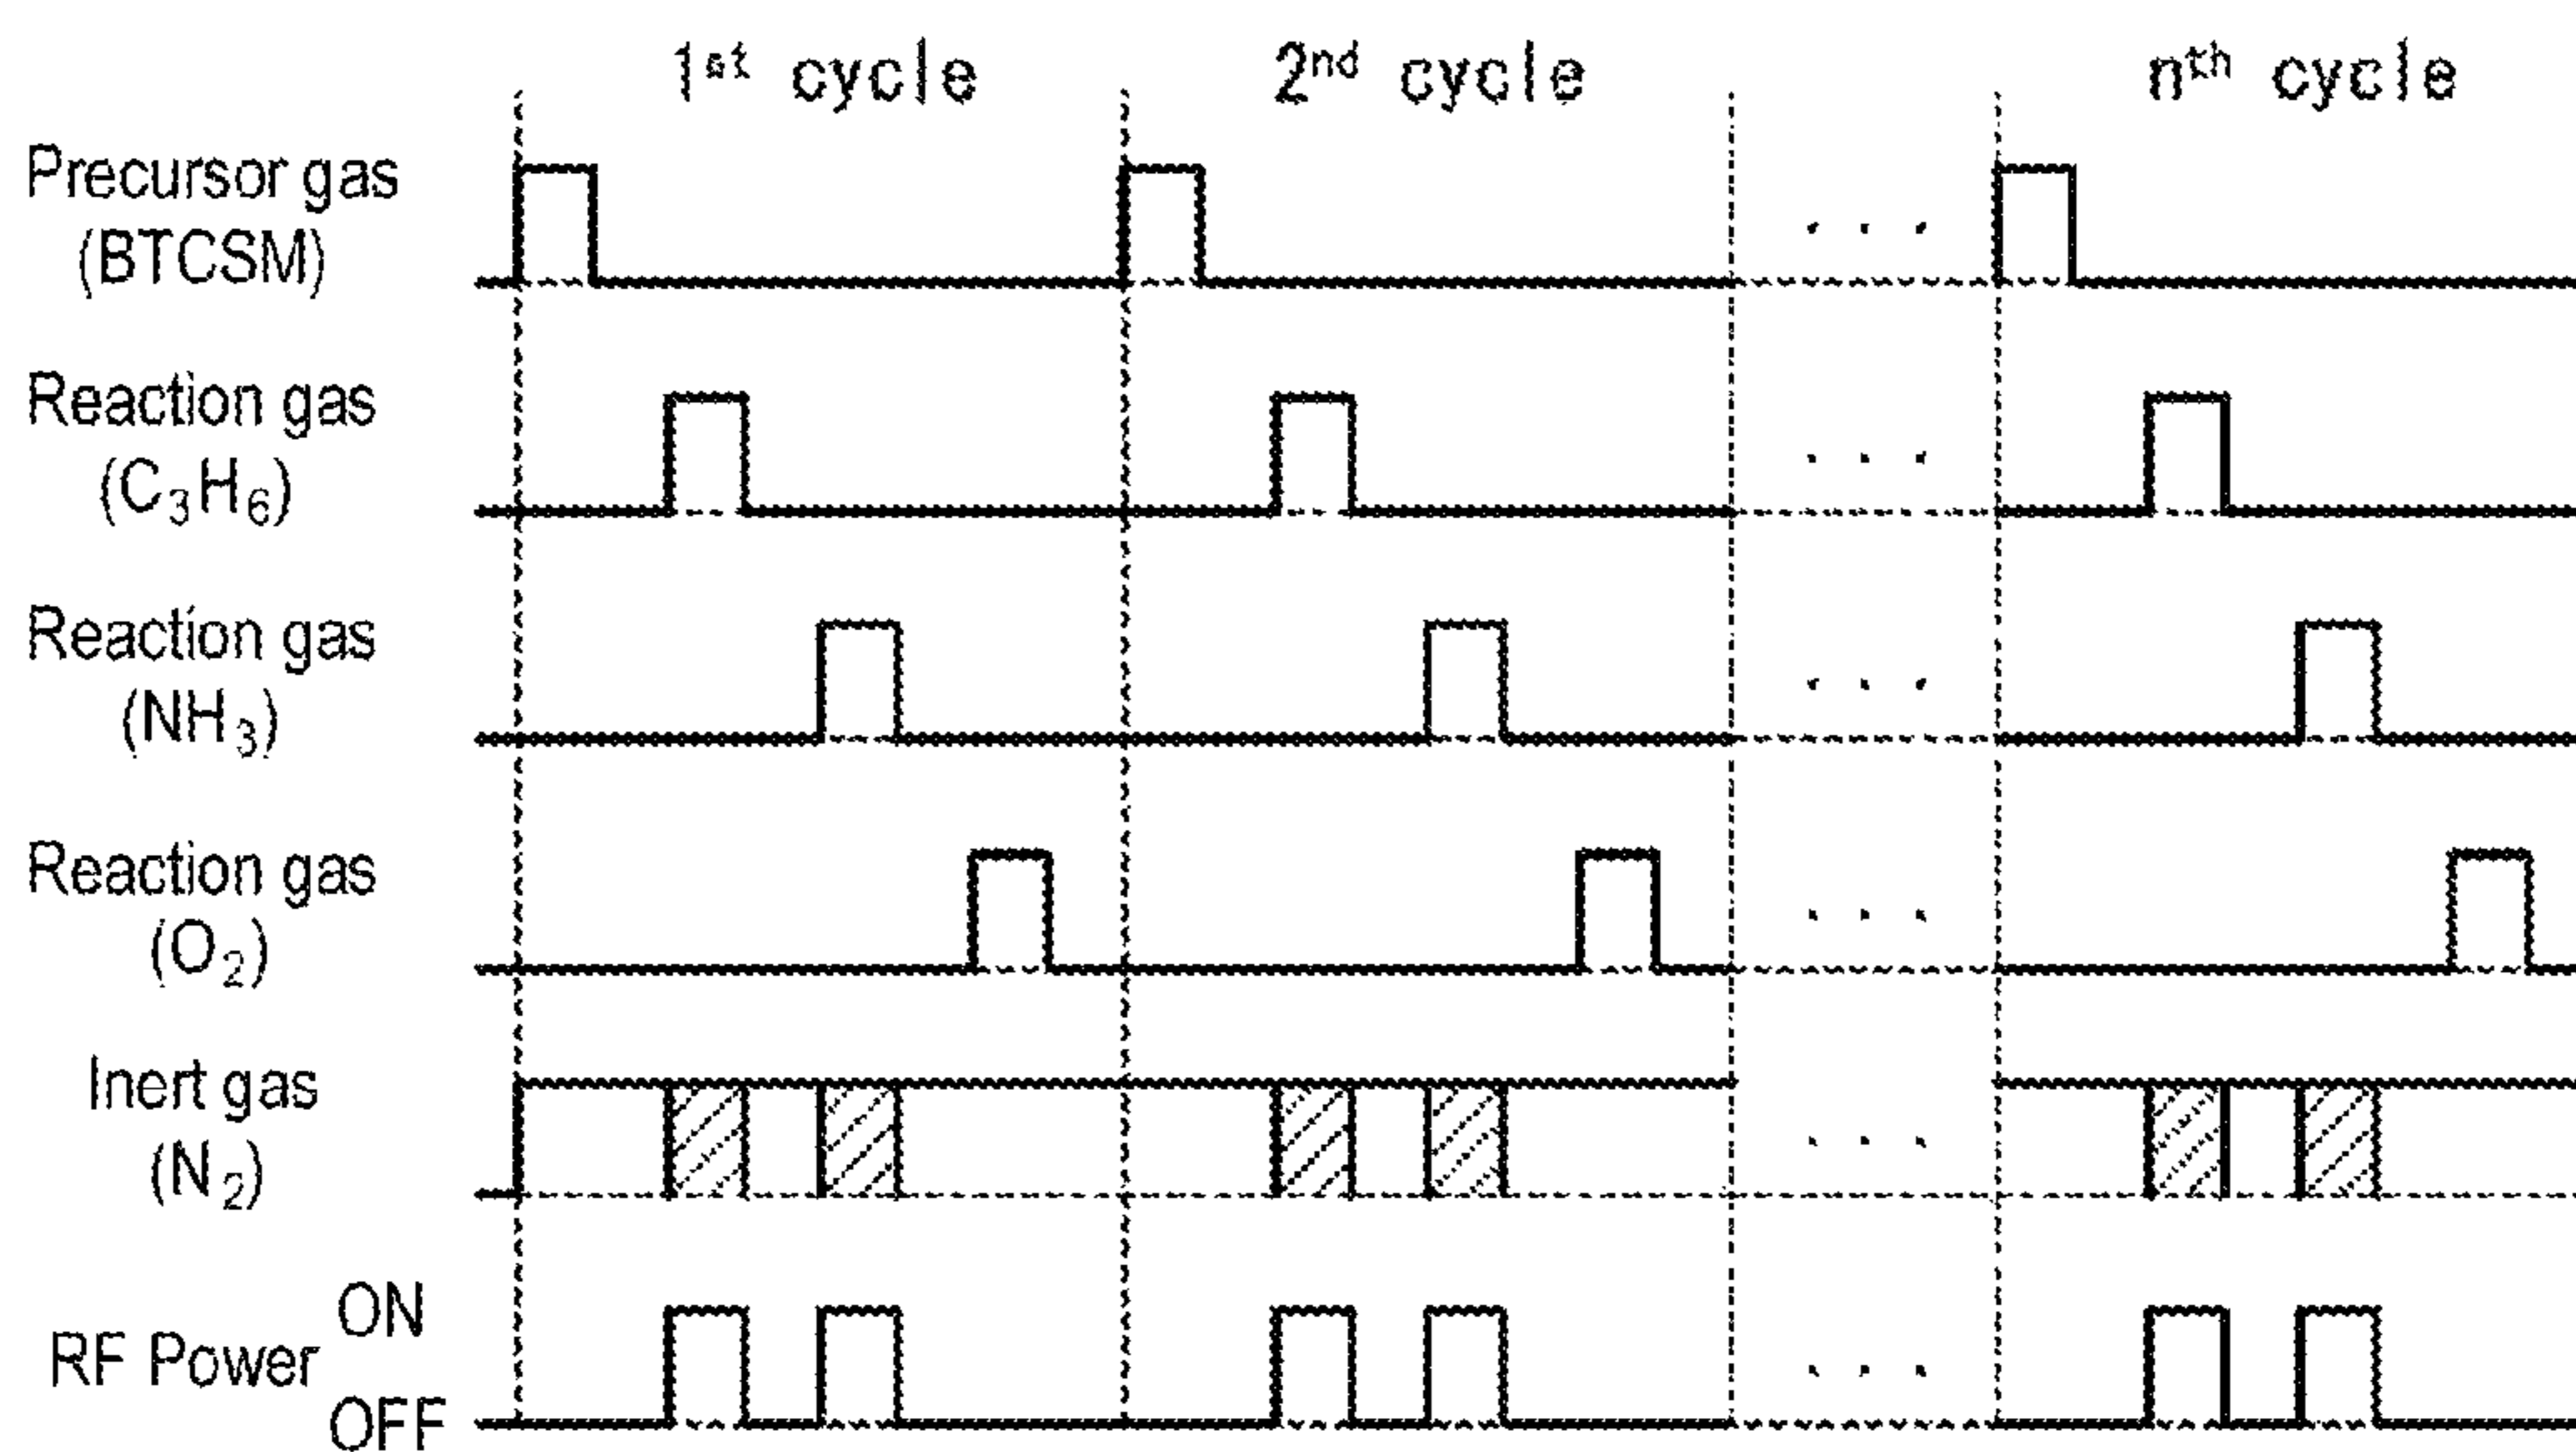 1st cycle 2nd cycle nth cycle
Precursor gas
(BTCSM)
. . .
Reaction gas
(C3H6)
. . .
Reaction gas
(NH3)
. . .
Reaction gas
(O2)
. . .
Inert gas
(N2)
. . .
ON
RF Power
. . .
OFF